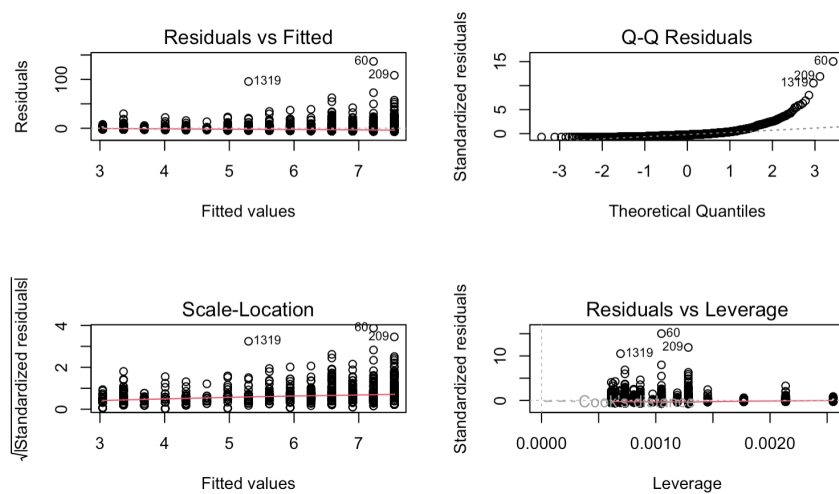 Residuals vs Fitted
Residuals
0
100
60
209
1319
3 4 5 6 7
Fitted values
Q-Q Residuals
Standardized residuals
0
5
15
60
209
1319
-3 -2 -1 0 1 2 3
Theoretical Quantiles
Scale-Location
√|Standardized residuals|
0
2
4
60
209
1319
3 4 5 6 7
Fitted values
Residuals vs Leverage
Standardized residuals
0
10
60
209
1319
Cook's distance
0.0000 0.0010 0.0020
Leverage